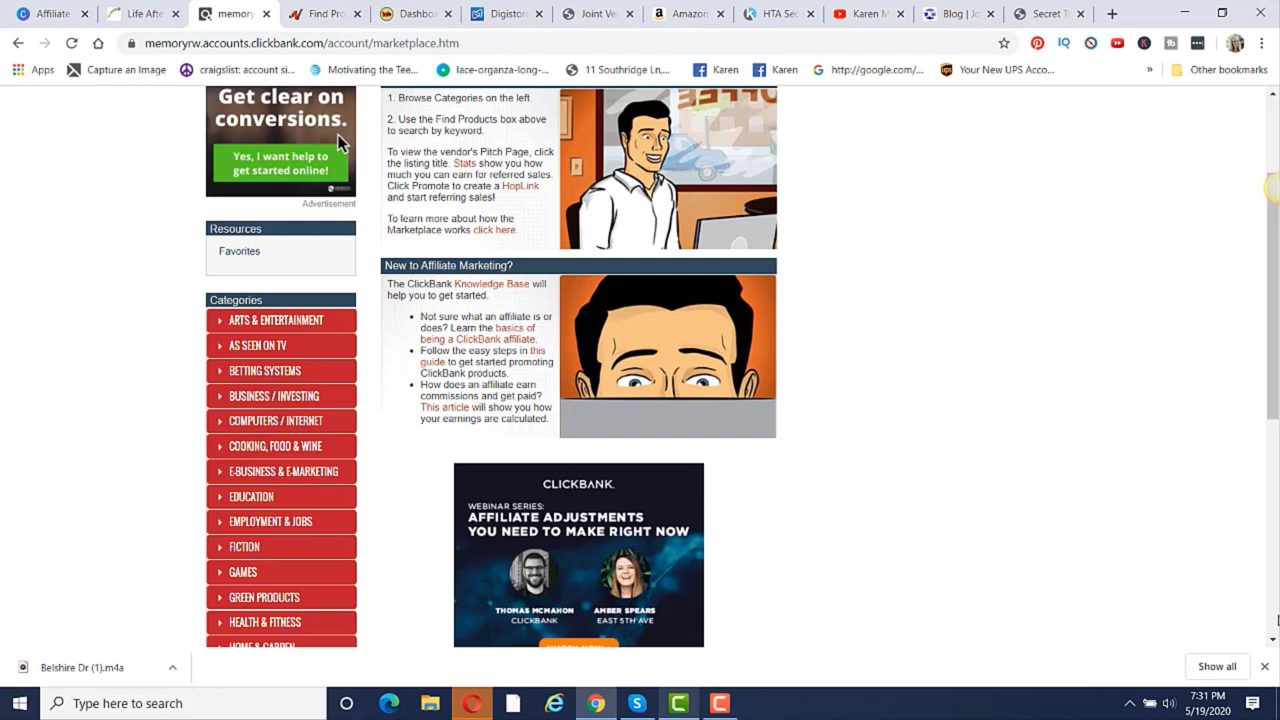 Affiliate
Life Afte
memory
Find Pro
Dashbo
Digistor
Joint Ve
Amazon
HTA Sec
Karen M
Blog | Jo
Secret T
memoryrw.accounts.clickbank.com/account/marketplace.htm
Apps
Capture an Image
craigslist: account si...
Motivating the Tee...
lace-organza-long-...
11 Southridge Ln,...
Karen
Karen
http://google.com/...
Your New UPS Acco...
»
Other bookmarks
Get clear on
conversions.
Yes, I want help to
get started online!
Advertisement
Resources
Favorites
Categories
ARTS & ENTERTAINMENT
AS SEEN ON TV
BETTING SYSTEMS
BUSINESS / INVESTING
COMPUTERS / INTERNET
COOKING, FOOD & WINE
E-BUSINESS & E-MARKETING
EDUCATION
EMPLOYMENT & JOBS
FICTION
GAMES
GREEN PRODUCTS
HEALTH & FITNESS
HOME & GARDEN
1. Browse Categories on the left.
2. Use the Find Products box above
to search by keyword.
To view the vendor's Pitch Page, click
the listing title. Stats show you how
much you can earn for referred sales.
Click Promote to create a HopLink
and start referring sales!
To learn more about how the
Marketplace works click here.
New to Affiliate Marketing?
The ClickBank Knowledge Base will
help you to get started.
• Not sure what an affiliate is or
does? Learn the basics of
being a ClickBank affiliate.
• Follow the easy steps in this
guide to get started promoting
ClickBank products.
• How does an affiliate earn
commissions and get paid?
This article will show you how
your earnings are calculated.
CLICKBANK
WEBINAR SERIES:
AFFILIATE ADJUSTMENTS
YOU NEED TO MAKE RIGHT NOW
THOMAS MCMAHON
CLICKBANK
AMBER SPEARS
EAST 5TH AVE
Belshire Dr (1).m4a
Show all
Type here to search
7:31 PM
5/19/2020